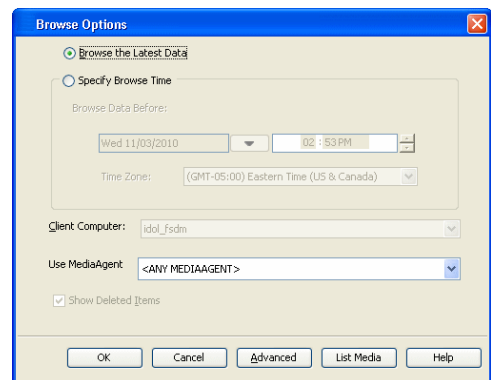 Browse Options
Browse the Latest Data
Specify Browse Time
Browse Data Before:
Wed 11/03/2010 02 : 53 PM
Time Zone: (GMT-05:00) Eastern Time (US & Canada)
Client Computer: idol_fsdm
Use MediaAgent <ANY MEDIAAGENT>
Show Deleted Items
OK Cancel Advanced List Media Help